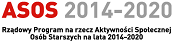 ASOS 2014-2020
Rządowy Program na rzecz Aktywności Społecznej
Osób Starszych na lata 2014-2020